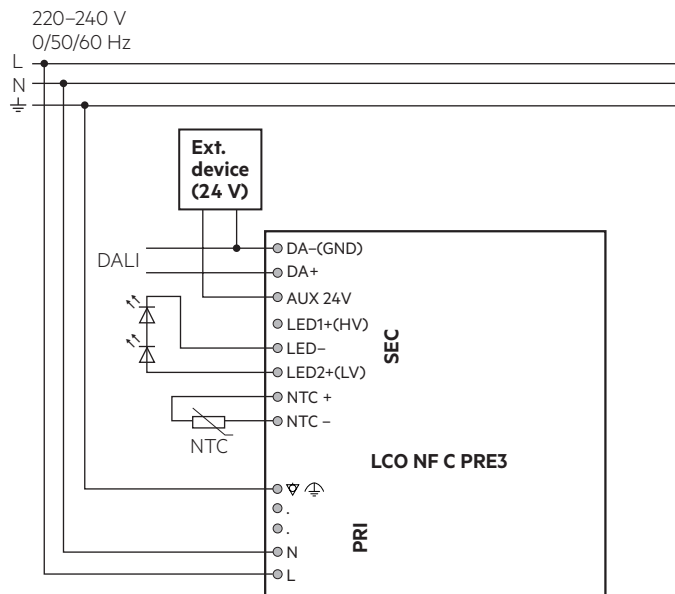 220–240 V
0/50/60 Hz
L
N
Ext.
device
(24 V)
DALI
DA–(GND)
DA+
AUX 24V
LED1+(HV)
LED–
LED2+(LV)
NTC +
NTC –
NTC
SEC
LCO NF C PRE3
.
.
PRI
N
L